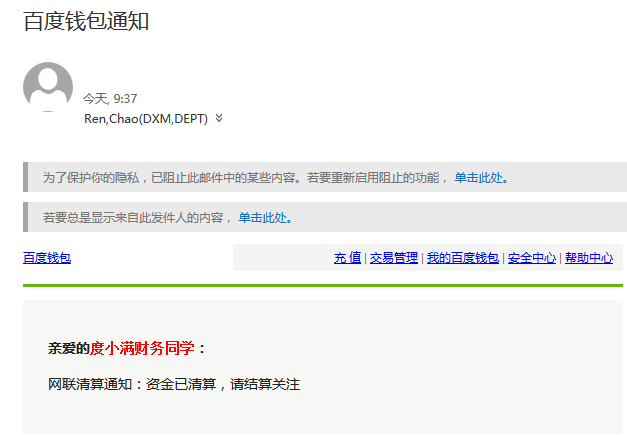 百度钱包通知
今天, 9:37
Ren,Chao(DXM,DEPT)
为了保护你的隐私，已阻止此邮件中的某些内容。若要重新启用阻止的功能， 单击此处。
若要总是显示来自此发件人的内容， 单击此处。
百度钱包 充 值 | 交易管理 | 我的百度钱包 | 安全中心 | 帮助中心
亲爱的度小满财务同学：
网联清算通知：资金已清算，请结算关注